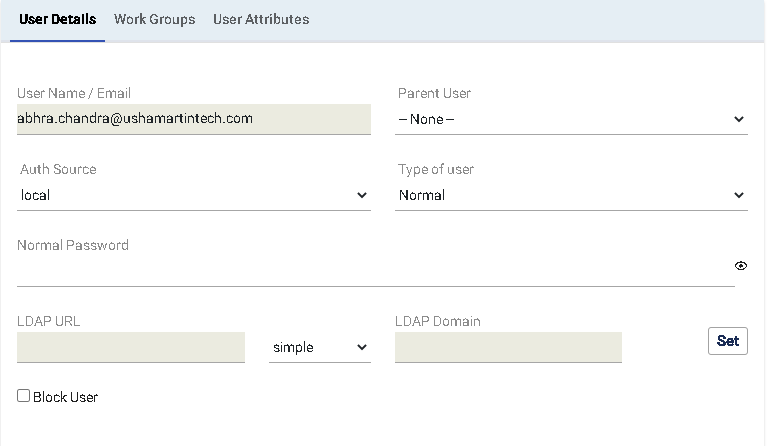 User Details Work Groups User Attributes
User Name / Email Parent User
abhra.chandra@ushamartintech.com -- None --
Auth Source Type of user
local Normal
Normal Password
LDAP URL LDAP Domain
simple Set
Block User